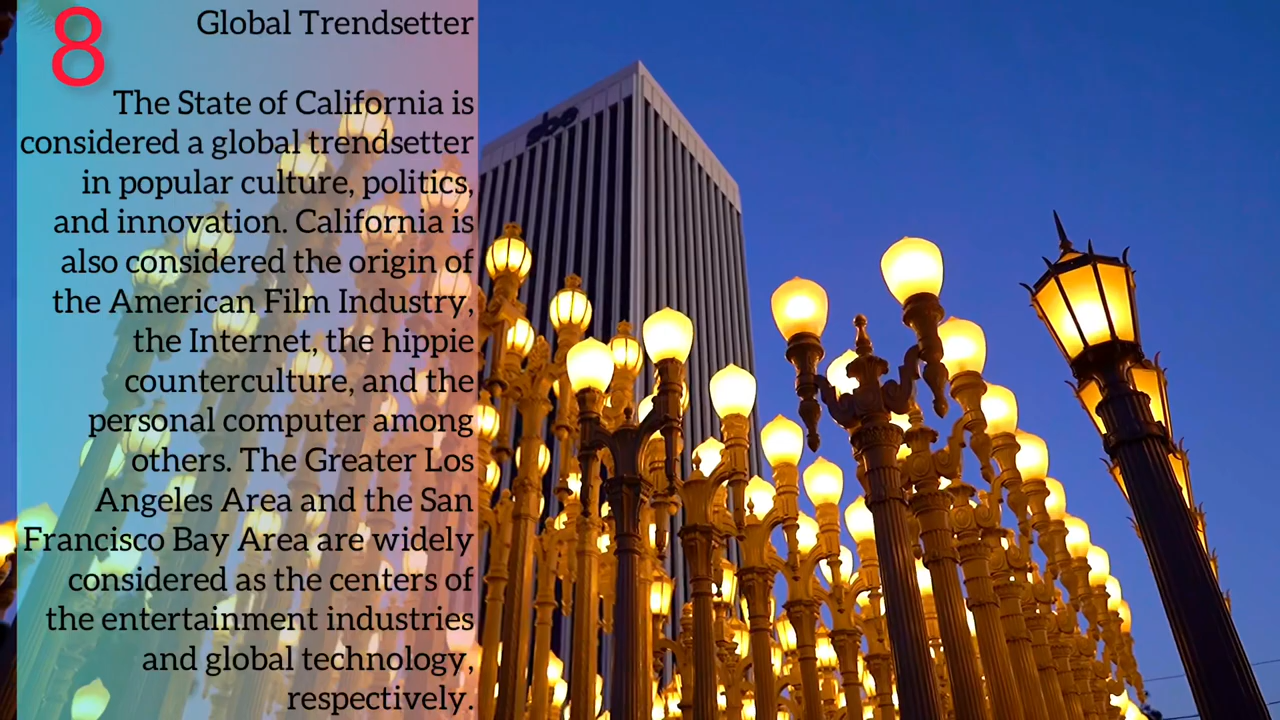 8
Global Trendsetter
The State of California is
considered a global trendsetter
in popular culture, politics,
and innovation. California is
also considered the origin of
the American Film Industry,
the Internet, the hippie
counterculture, and the
personal computer among
others. The Greater Los
Angeles Area and the San
Francisco Bay Area are widely
considered as the centers of
the entertainment industries
and global technology,
respectively.
sbe